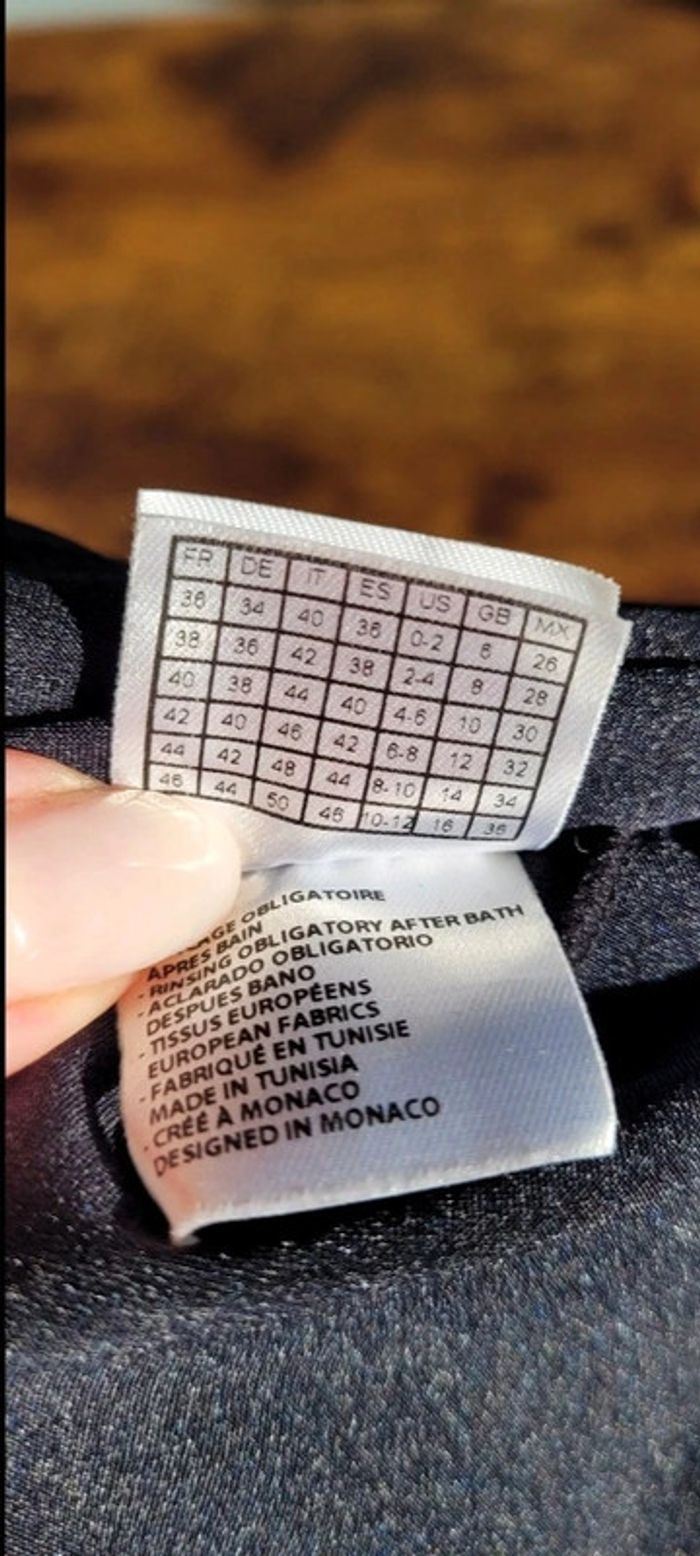 FR DE IT ES US GB MX
36 34 40 36 0-2 6 26
38 36 42 38 2-4 8 28
40 38 44 40 4-6 10 30
42 40 46 42 6-8 12 32
44 42 48 44 8-10 14 34
46 44 50 46 10-12 16 36
OBLIGATOIRE
APRÈS BAIN
- RINSING OBLIGATORY AFTER BATH
- ACLARADO OBLIGATORIO
DESPUES BANO
- TISSUS EUROPÉENS
EUROPEAN FABRICS
- FABRIQUÉ EN TUNISIE
MADE IN TUNISIA
- CRÉÉ À MONACO
DESIGNED IN MONACO